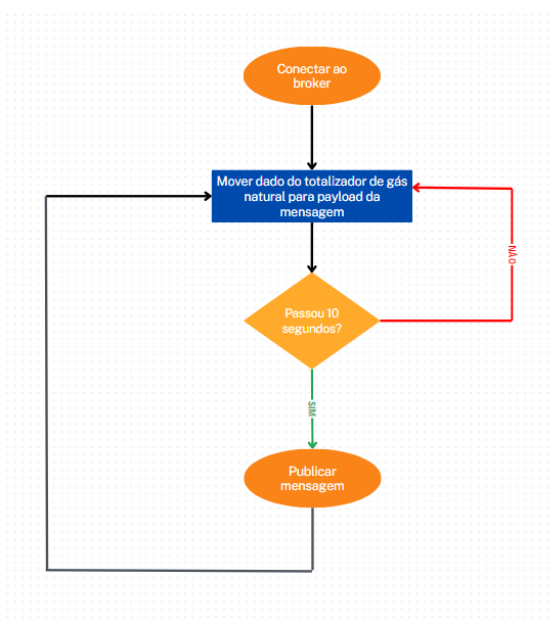 Conectar ao
broker
Mover dado do totalizador de gás
natural para payload da
mensagem
NÃO
Passou 10
segundos?
SIM
Publicar
mensagem